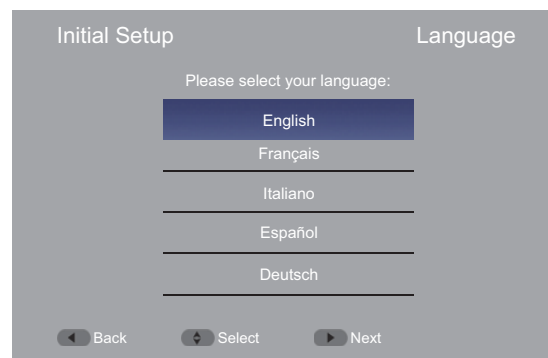 Initial Setup Language
Please select your language:
English
Français
Italiano
Español
Deutsch
Back Select Next